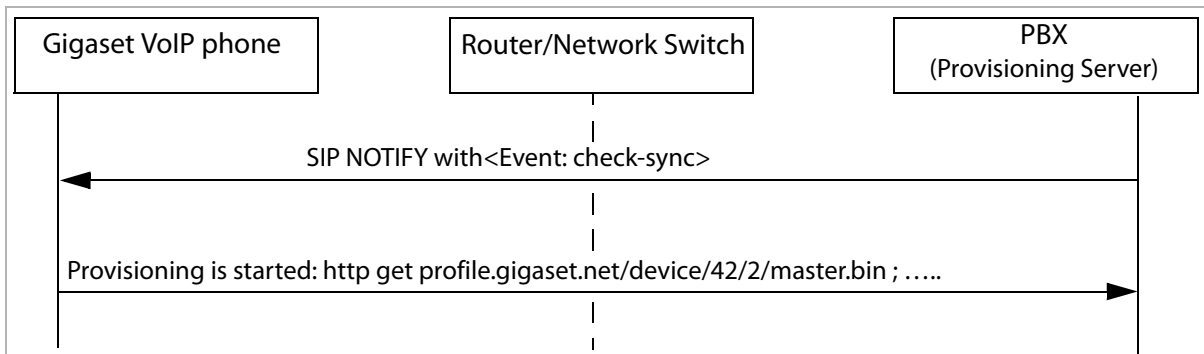 Gigaset VoIP phone
Router/Network Switch
PBX
(Provisioning Server)
SIP NOTIFY with<Event: check-sync>
Provisioning is started: http get profile.gigaset.net/device/42/2/master.bin ; .....